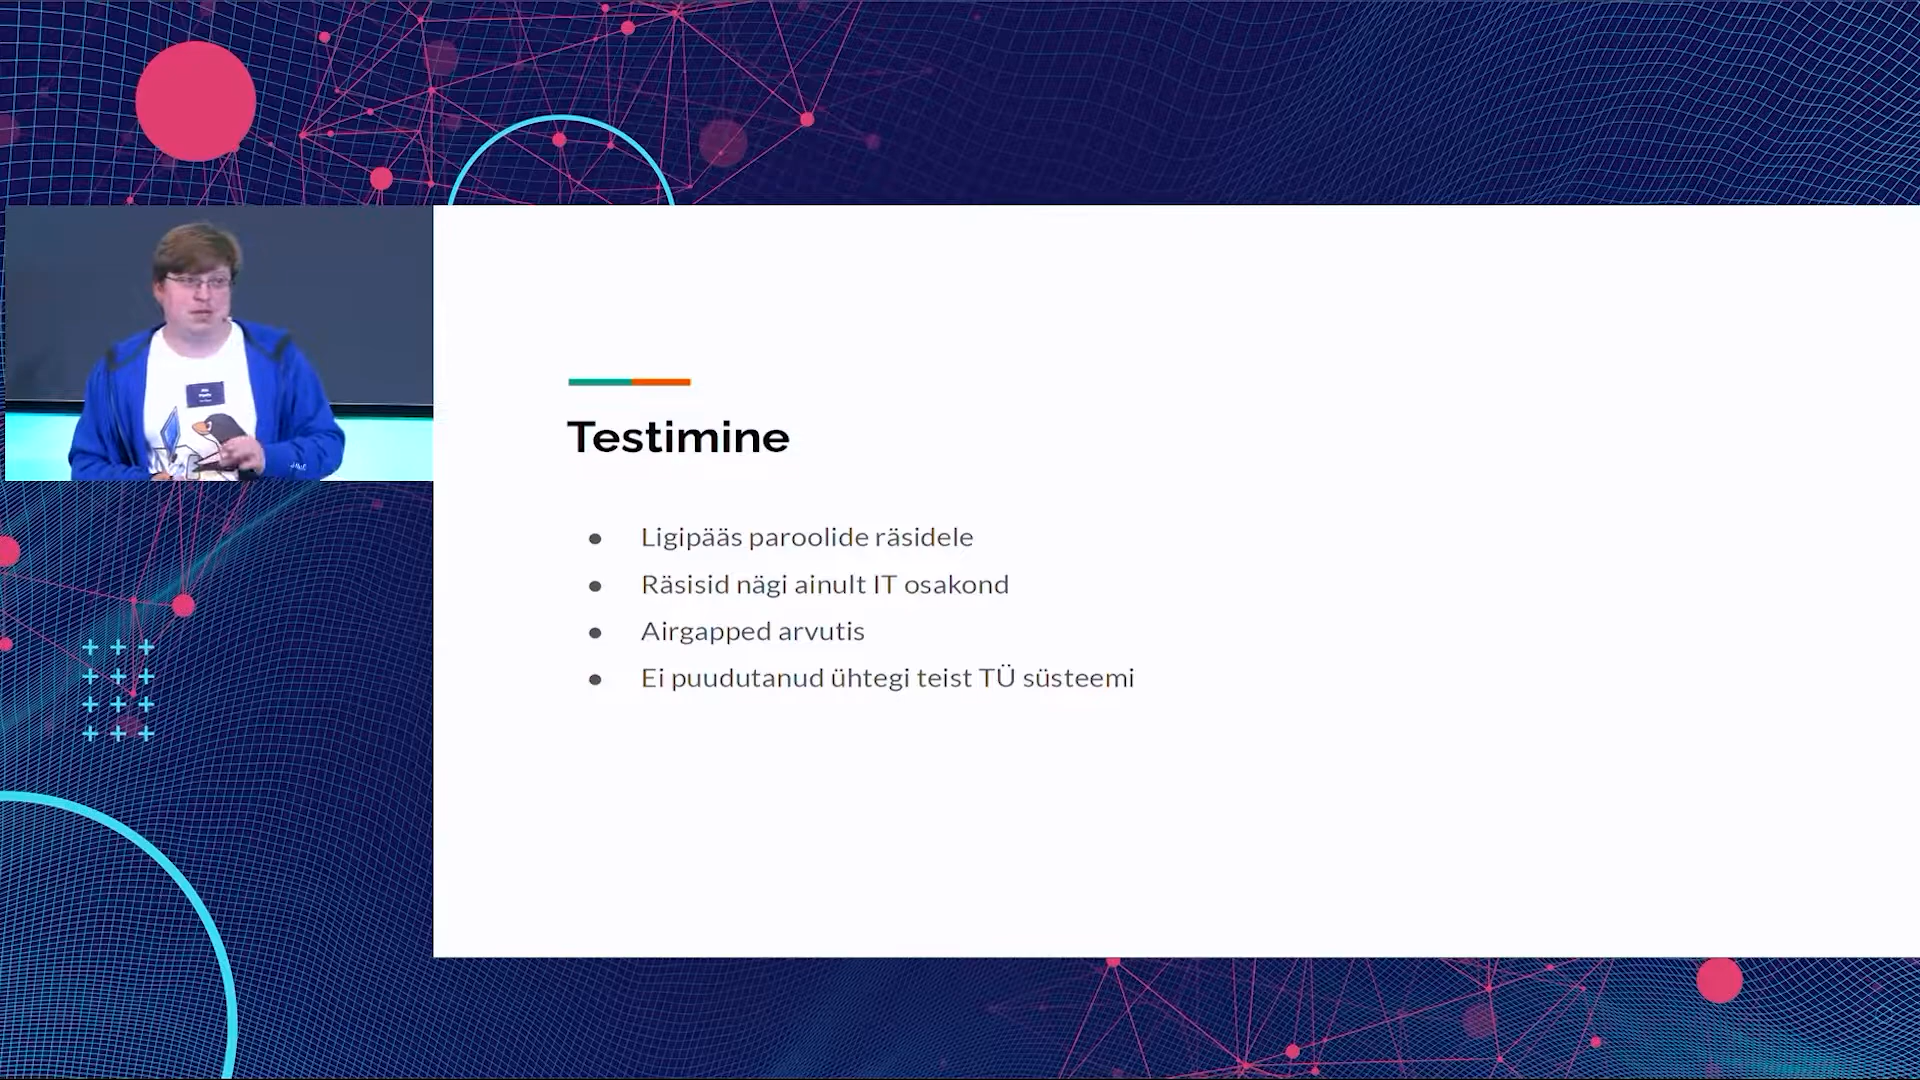 Testimine
● Ligipääs paroolide räsidele
● Räsisid nägi ainult IT osakond
● Airgapped arvutis
● Ei puudutanud ühtegi teist TÜ süsteemi